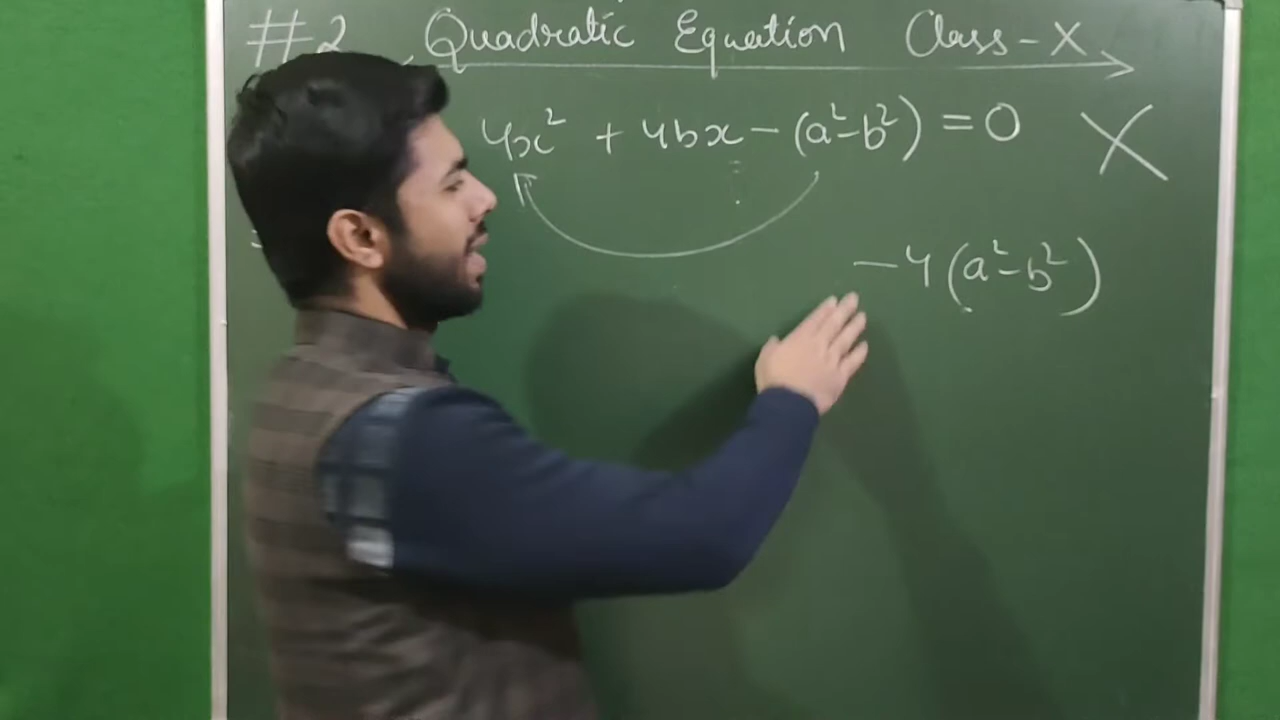 #2 Quadratic Equation Class-X
4x² + 4bx - (a²-b²) = 0
-4(a²-b²)